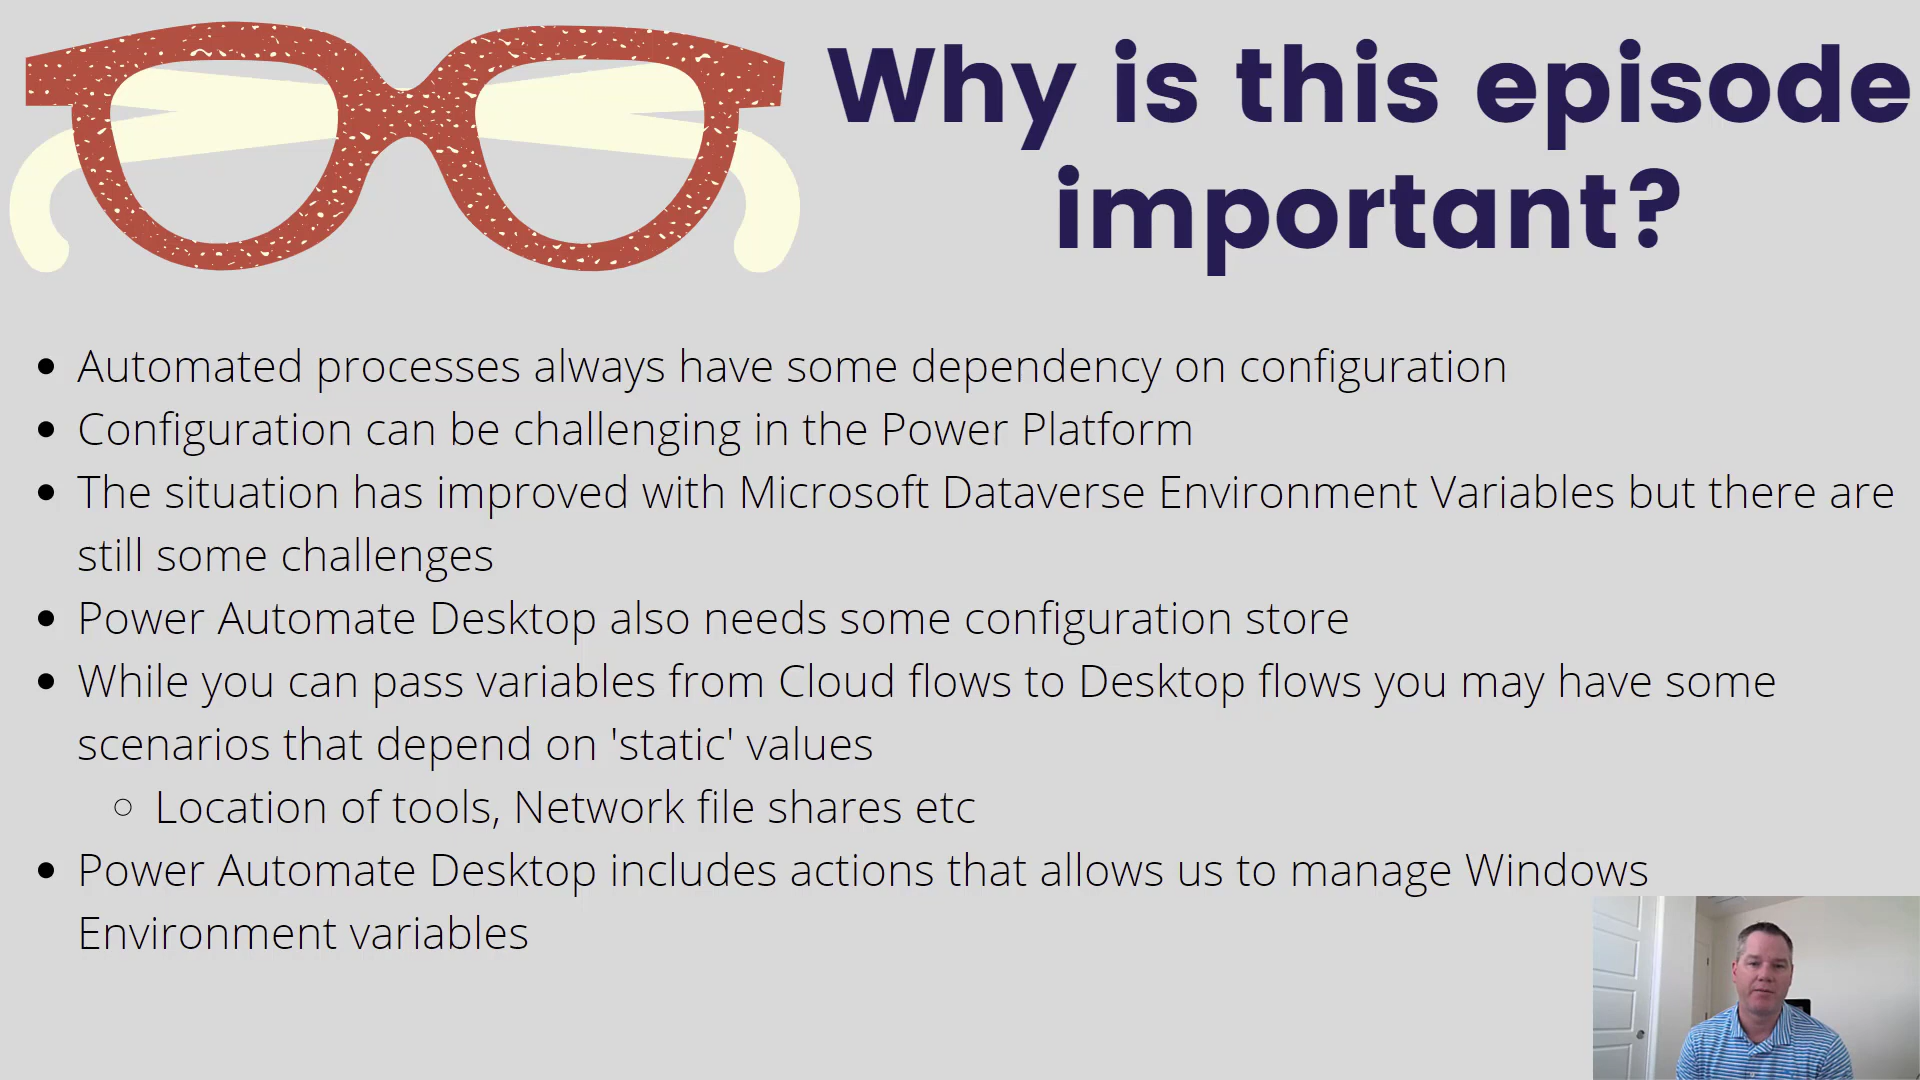 Why is this episode
important?
• Automated processes always have some dependency on configuration
• Configuration can be challenging in the Power Platform
• The situation has improved with Microsoft Dataverse Environment Variables but there are
still some challenges
• Power Automate Desktop also needs some configuration store
• While you can pass variables from Cloud flows to Desktop flows you may have some
scenarios that depend on 'static' values
○ Location of tools, Network file shares etc
• Power Automate Desktop includes actions that allows us to manage Windows
Environment variables